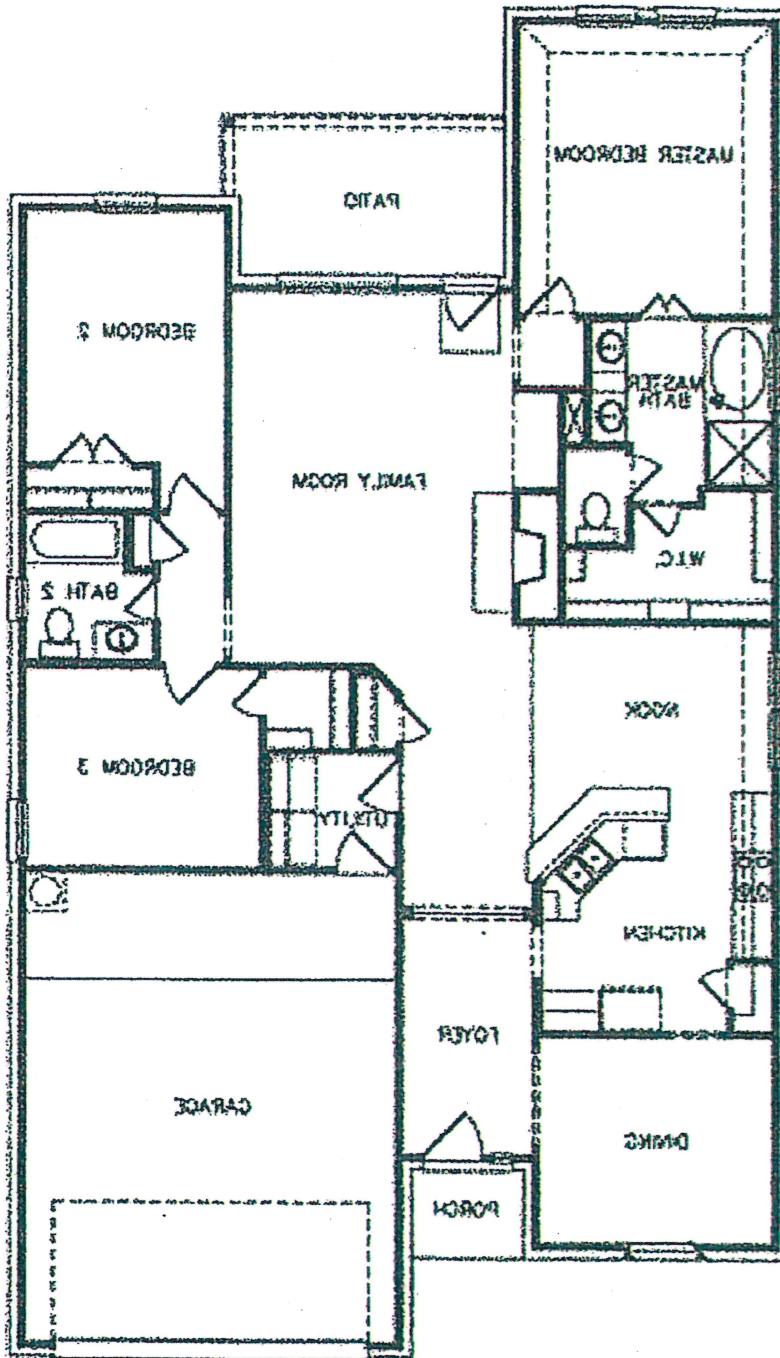 MASTER BEDROOM
PATIO
BEDROOM 2
MASTER
BATH
FAMILY ROOM
W.I.C.
BATH 2
NOOK
BEDROOM 3
UTILITY
KITCHEN
FOYER
GARAGE
DINING
PORCH